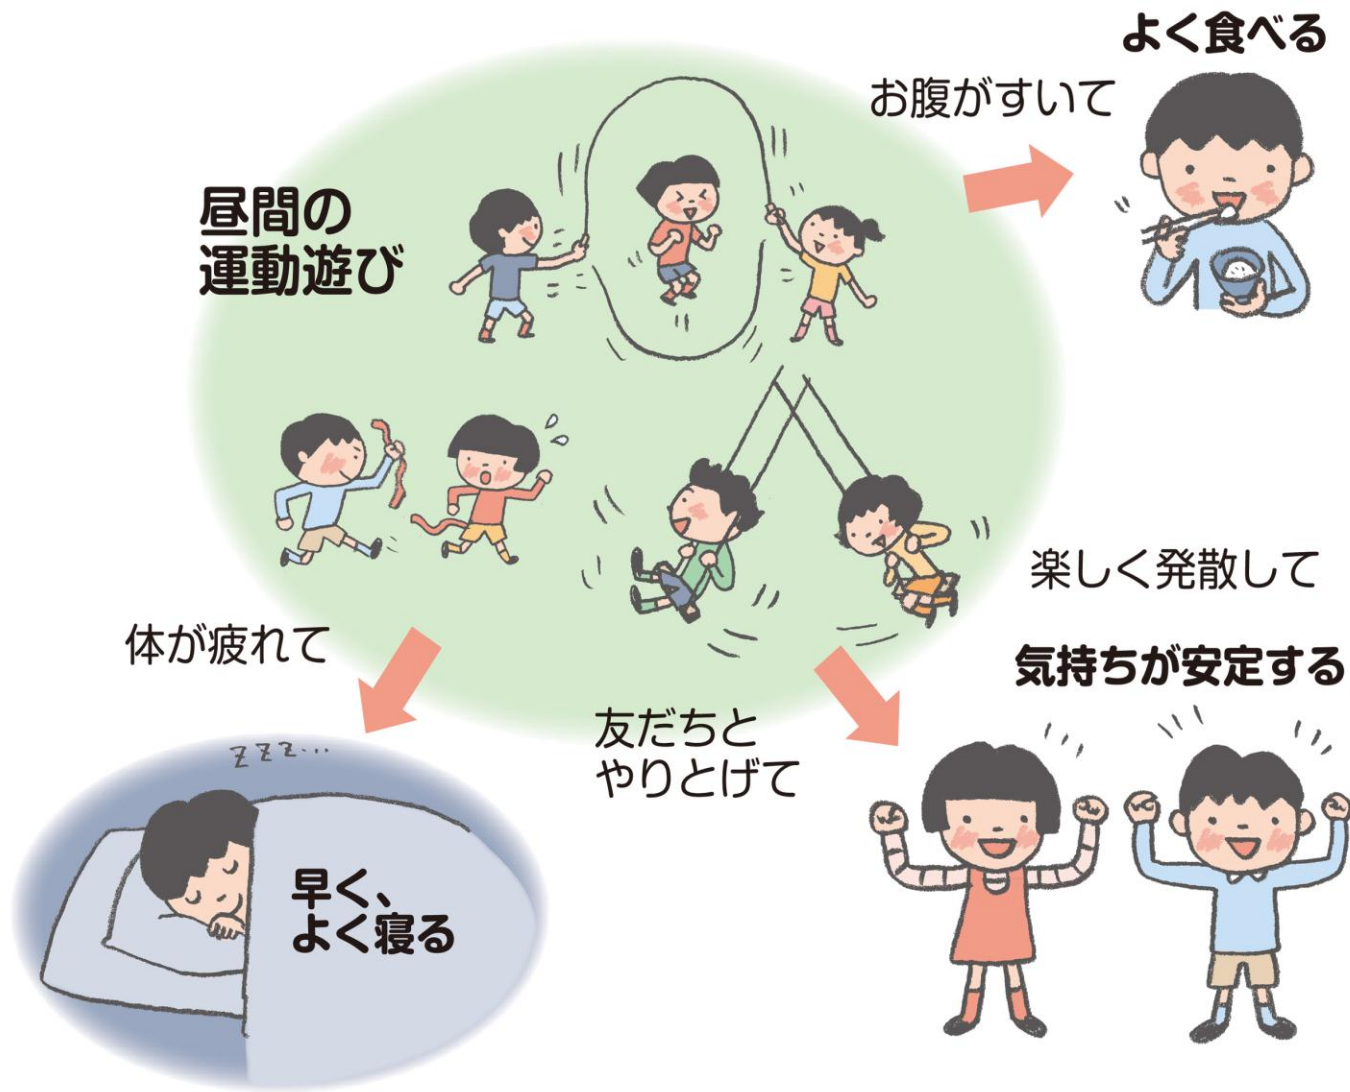 よく食べる
お腹がすいて
昼間の
運動遊び
楽しく発散して
体が疲れて
気持ちが安定する
友だちと
やりとげて
zzz...
早く、
よく寝る